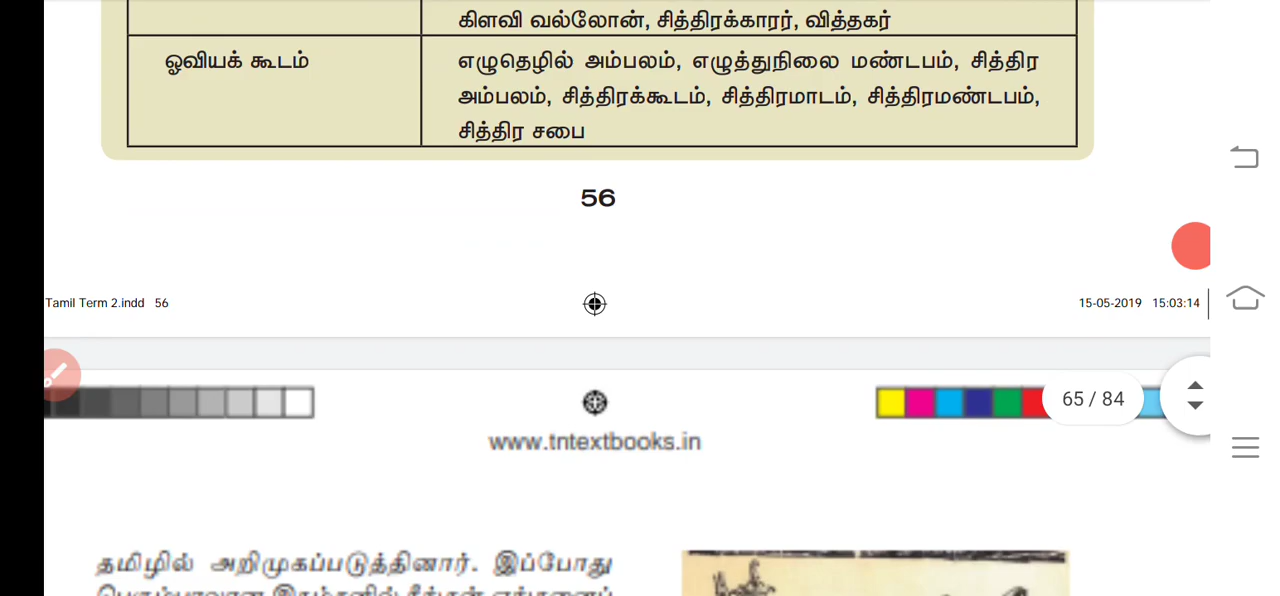 கிளவி வல்லோன், சித்திரக்காரர், வித்தகர்
ஓவியக் கூடம்
எழுதெழில் அம்பலம், எழுத்துநிலை மண்டபம், சித்திர
அம்பலம், சித்திரக்கூடம், சித்திரமாடம், சித்திரமண்டபம்,
சித்திர சபை
56
Tamil Term 2.indd 56
15-05-2019 15:03:14
65 / 84
www.tntextbooks.in
தமிழில் அறிமுகப்படுத்தினார். இப்போது